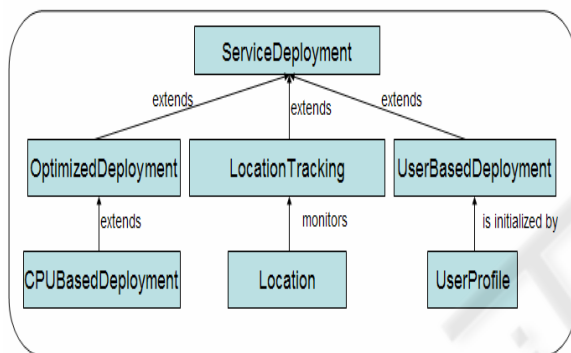 ServiceDeployment
extends
extends
extends
OptimizedDeployment
LocationTracking
UserBasedDeployment
extends
monitors
is initialized by
CPUBasedDeployment
Location
UserProfile